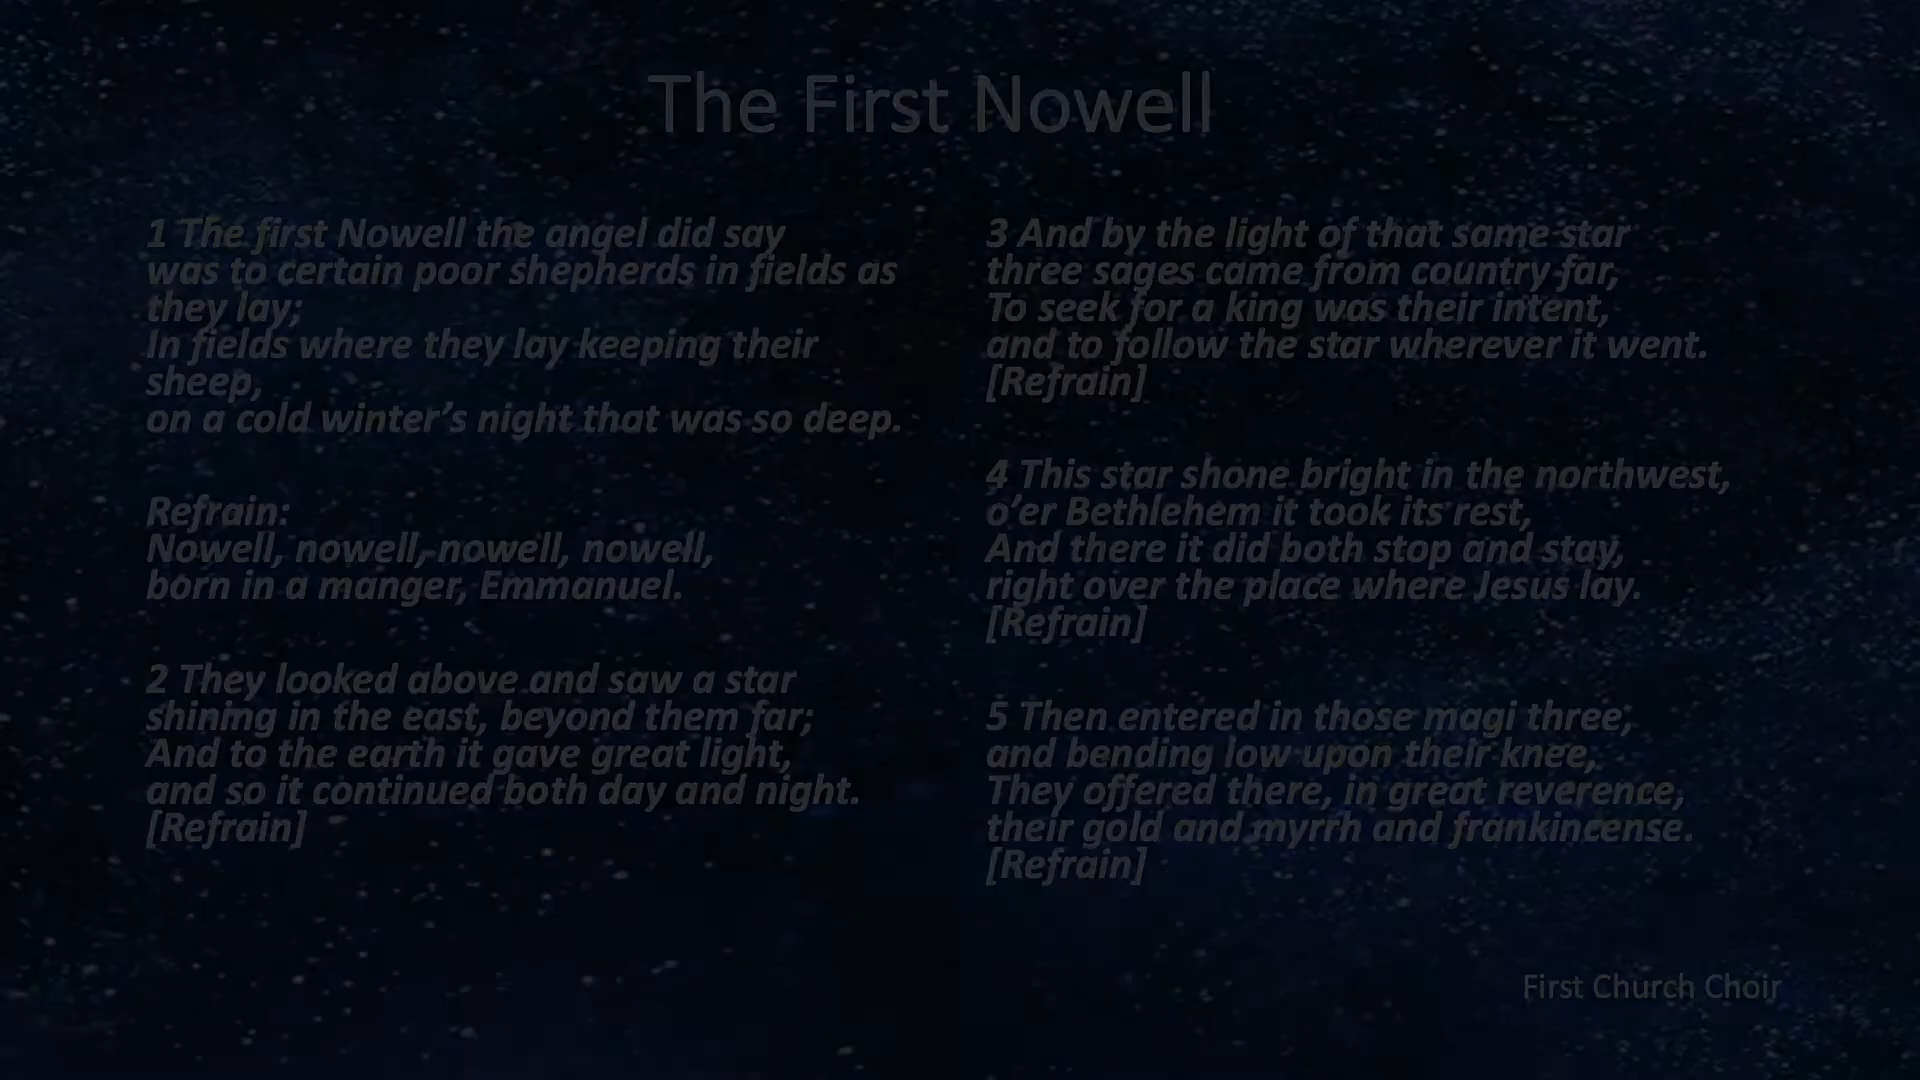 The First Nowell
1 The first Nowell the angel did say
was to certain poor shepherds in fields as
they lay;
In fields where they lay keeping their
sheep,
on a cold winter’s night that was so deep.
Refrain:
Nowell, nowell, nowell, nowell,
born in a manger, Emmanuel.
2 They looked above and saw a star
shining in the east, beyond them far;
And to the earth it gave great light,
and so it continued both day and night.
[Refrain]
3 And by the light of that same star
three sages came from country far,
To seek for a king was their intent,
and to follow the star wherever it went.
[Refrain]
4 This star shone bright in the northwest,
o’er Bethlehem it took its rest,
And there it did both stop and stay,
right over the place where Jesus lay.
[Refrain]
5 Then entered in those magi three,
and bending low upon their knee,
They offered there, in great reverence,
their gold and myrrh and frankincense.
[Refrain]
First Church Choir